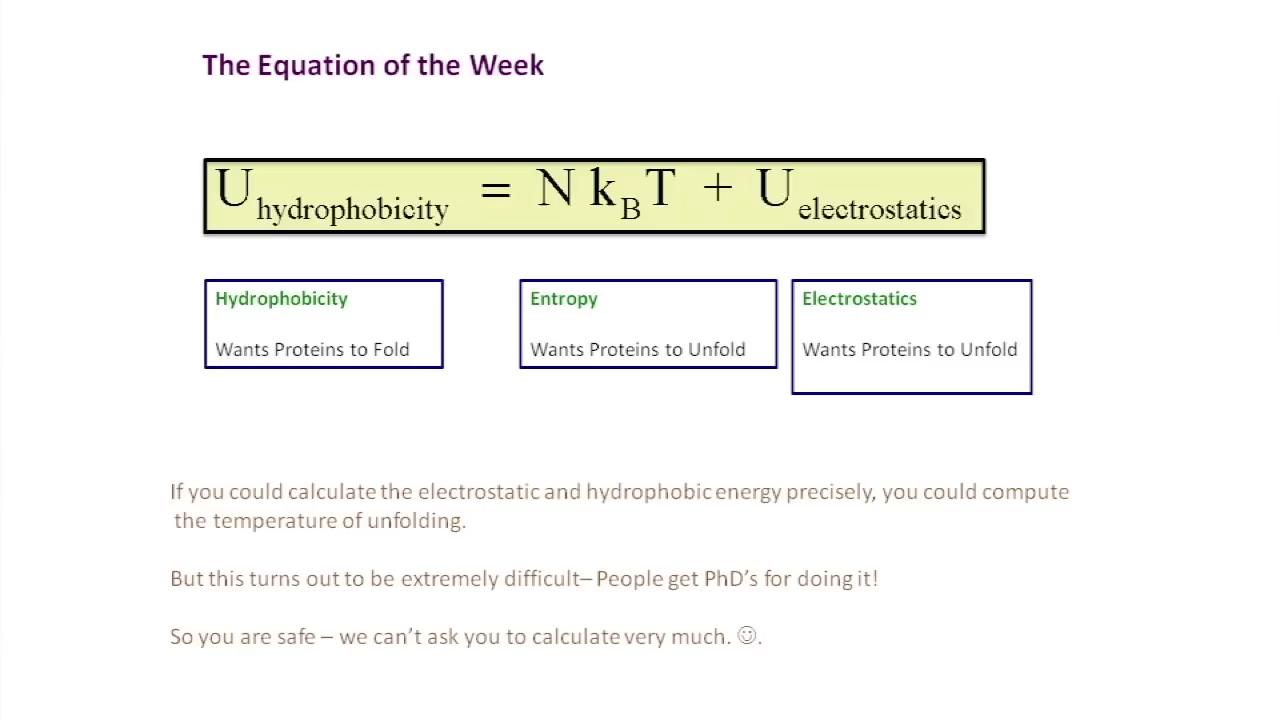 The Equation of the Week
U hydrophobicity = N k_B T + U electrostatics
Hydrophobicity
Wants Proteins to Fold
Entropy
Wants Proteins to Unfold
Electrostatics
Wants Proteins to Unfold
If you could calculate the electrostatic and hydrophobic energy precisely, you could compute
the temperature of unfolding.
But this turns out to be extremely difficult– People get PhD’s for doing it!
So you are safe – we can’t ask you to calculate very much. ☺.